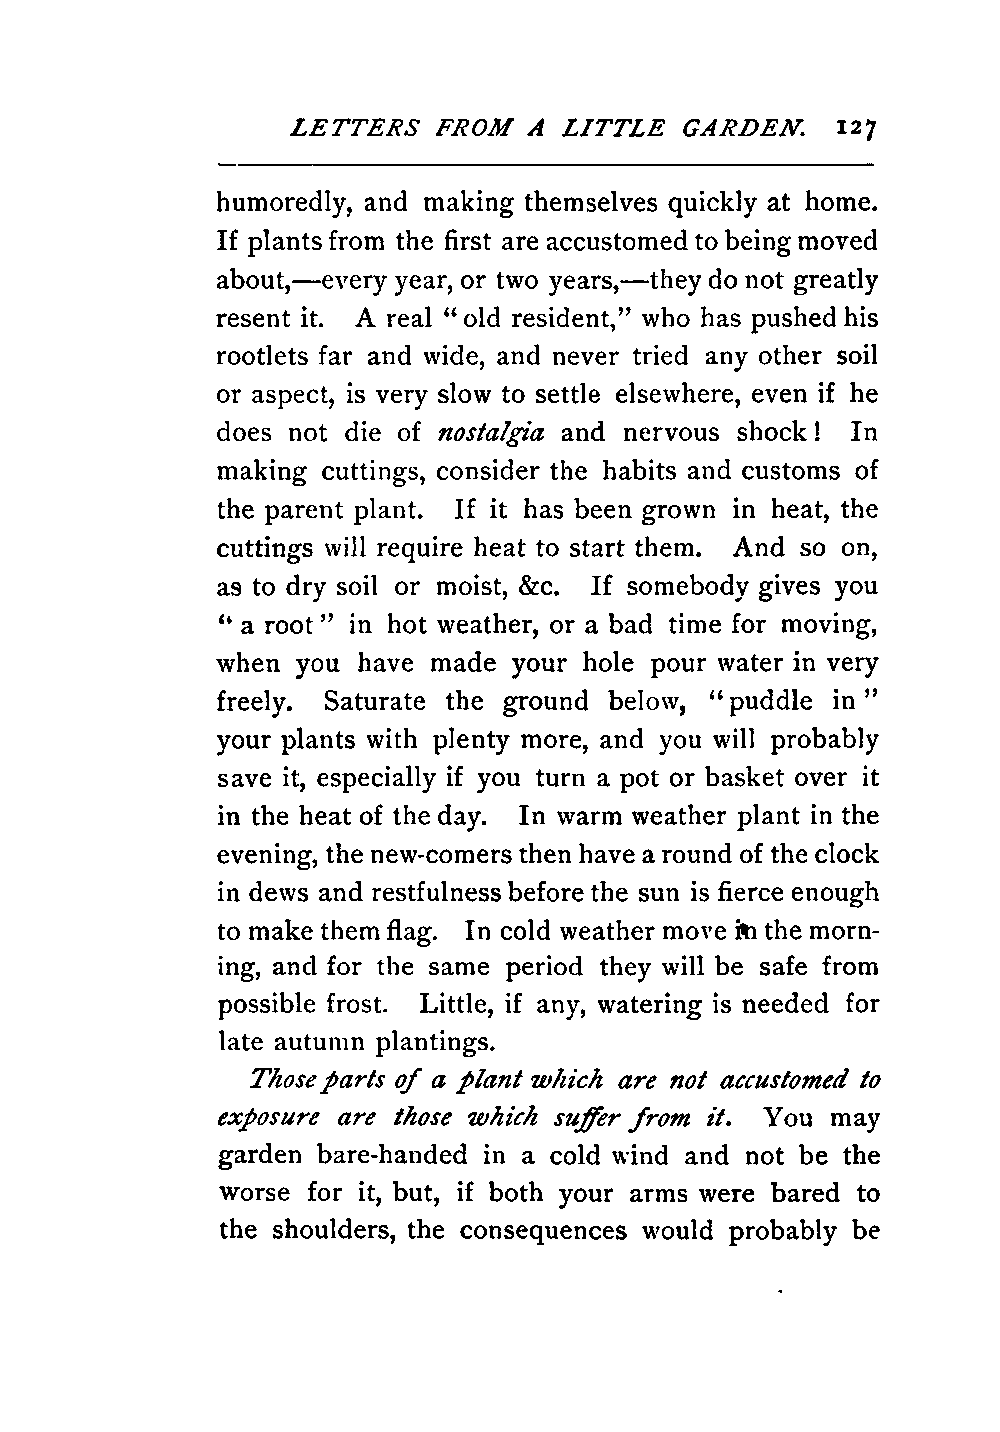 LETTERS FROM A LITTLE GARDEN. 127
humoredly, and making themselves quickly at home.
If plants from the first are accustomed to being moved
about,—every year, or two years,—they do not greatly
resent it. A real “old resident,” who has pushed his
rootlets far and wide, and never tried any other soil
or aspect, is very slow to settle elsewhere, even if he
does not die of nostalgia and nervous shock! In
making cuttings, consider the habits and customs of
the parent plant. If it has been grown in heat, the
cuttings will require heat to start them. And so on,
as to dry soil or moist, &c. If somebody gives you
“a root” in hot weather, or a bad time for moving,
when you have made your hole pour water in very
freely. Saturate the ground below, “puddle in”
your plants with plenty more, and you will probably
save it, especially if you turn a pot or basket over it
in the heat of the day. In warm weather plant in the
evening, the new-comers then have a round of the clock
in dews and restfulness before the sun is fierce enough
to make them flag. In cold weather move in the morn-
ing, and for the same period they will be safe from
possible frost. Little, if any, watering is needed for
late autumn plantings.
Those parts of a plant which are not accustomed to
exposure are those which suffer from it. You may
garden bare-handed in a cold wind and not be the
worse for it, but, if both your arms were bared to
the shoulders, the consequences would probably be